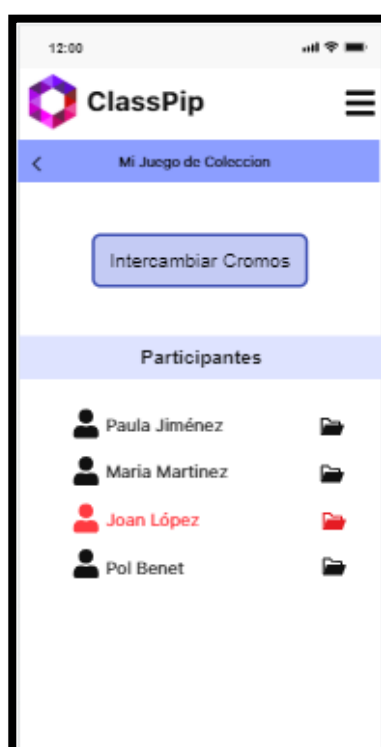 12:00
ClassPip
Mi Juego de Coleccion
Intercambiar Cromos
Participantes
Paula Jiménez
Maria Martinez
Joan López
Pol Benet